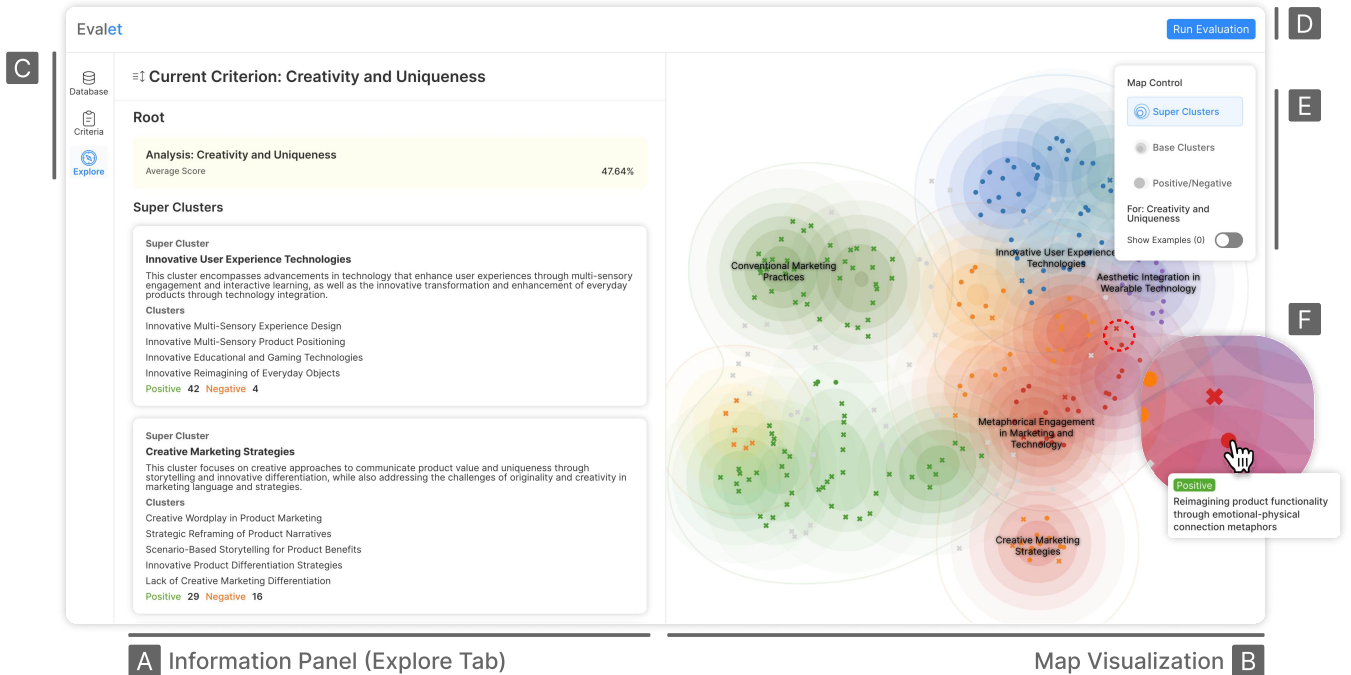 Evalet
Run Evaluation
D
C
Database
Criteria
Explore
Current Criterion: Creativity and Uniqueness
Root
Analysis: Creativity and Uniqueness
Average Score
47.64%
Super Clusters
Super Cluster
Innovative User Experience Technologies
This cluster encompasses advancements in technology that enhance user experiences through multi-sensory
engagement and interactive learning, as well as the innovative transformation and enhancement of everyday
products through technology integration.
Clusters
Innovative Multi-Sensory Experience Design
Innovative Multi-Sensory Product Positioning
Innovative Educational and Gaming Technologies
Innovative Reimagining of Everyday Objects
Positive 42 Negative 4
Super Cluster
Creative Marketing Strategies
This cluster focuses on creative approaches to communicate product value and uniqueness through
storytelling and innovative differentiation, while also addressing the challenges of originality and creativity in
marketing language and strategies.
Clusters
Creative Wordplay in Product Marketing
Strategic Reframing of Product Narratives
Scenario-Based Storytelling for Product Benefits
Innovative Product Differentiation Strategies
Lack of Creative Marketing Differentiation
Positive 29 Negative 16
Map Control
Super Clusters
Base Clusters
Positive/Negative
For: Creativity and
Uniqueness
Show Examples (0)
E
Conventional Marketing
Practices
Innovative User Experience
Technologies
Aesthetic Integration in
Wearable Technology
F
Metaphorical Engagement
in Marketing and
Technology
Creative Marketing
Strategies
Positive
Reimagining product functionality
through emotional-physical
connection metaphors
A Information Panel (Explore Tab)
Map Visualization B